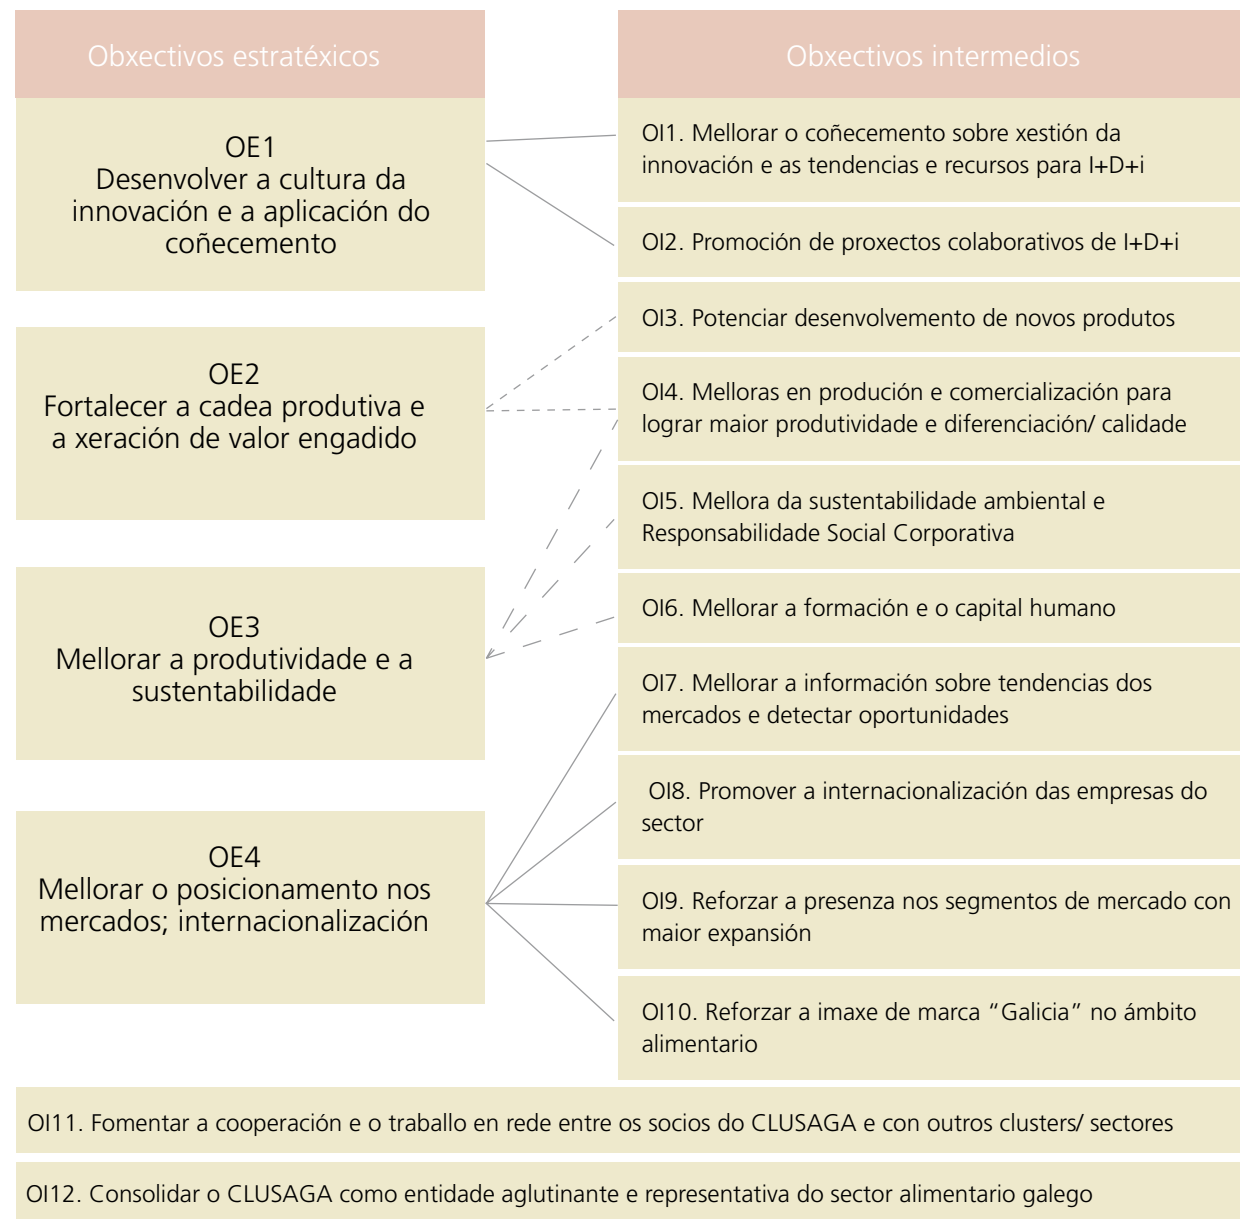 Obxectivos estratéxicos
OE1
Desenvolver a cultura da
innovación e a aplicación do
coñecemento
OE2
Fortalecer a cadea produtiva e
a xeración de valor engadido
OE3
Mellorar a produtividade e a
sustentabilidade
OE4
Mellorar o posicionamento nos
mercados; internacionalización
Obxectivos intermedios
OI1. Mellorar o coñecemento sobre xestión da
innovación e as tendencias e recursos para I+D+i
OI2. Promoción de proxectos colaborativos de I+D+i
OI3. Potenciar desenvolvemento de novos produtos
OI4. Melloras en produción e comercialización para
lograr maior produtividade e diferenciación/ calidade
OI5. Mellora da sustentabilidade ambiental e
Responsabilidade Social Corporativa
OI6. Mellorar a formación e o capital humano
OI7. Mellorar a información sobre tendencias dos
mercados e detectar oportunidades
OI8. Promover a internacionalización das empresas do
sector
OI9. Reforzar a presenza nos segmentos de mercado con
maior expansión
OI10. Reforzar a imaxe de marca “Galicia” no ámbito
alimentario
OI11. Fomentar a cooperación e o traballo en rede entre os socios do CLUSAGA e con outros clusters/ sectores
OI12. Consolidar o CLUSAGA como entidade aglutinante e representativa do sector alimentario galego